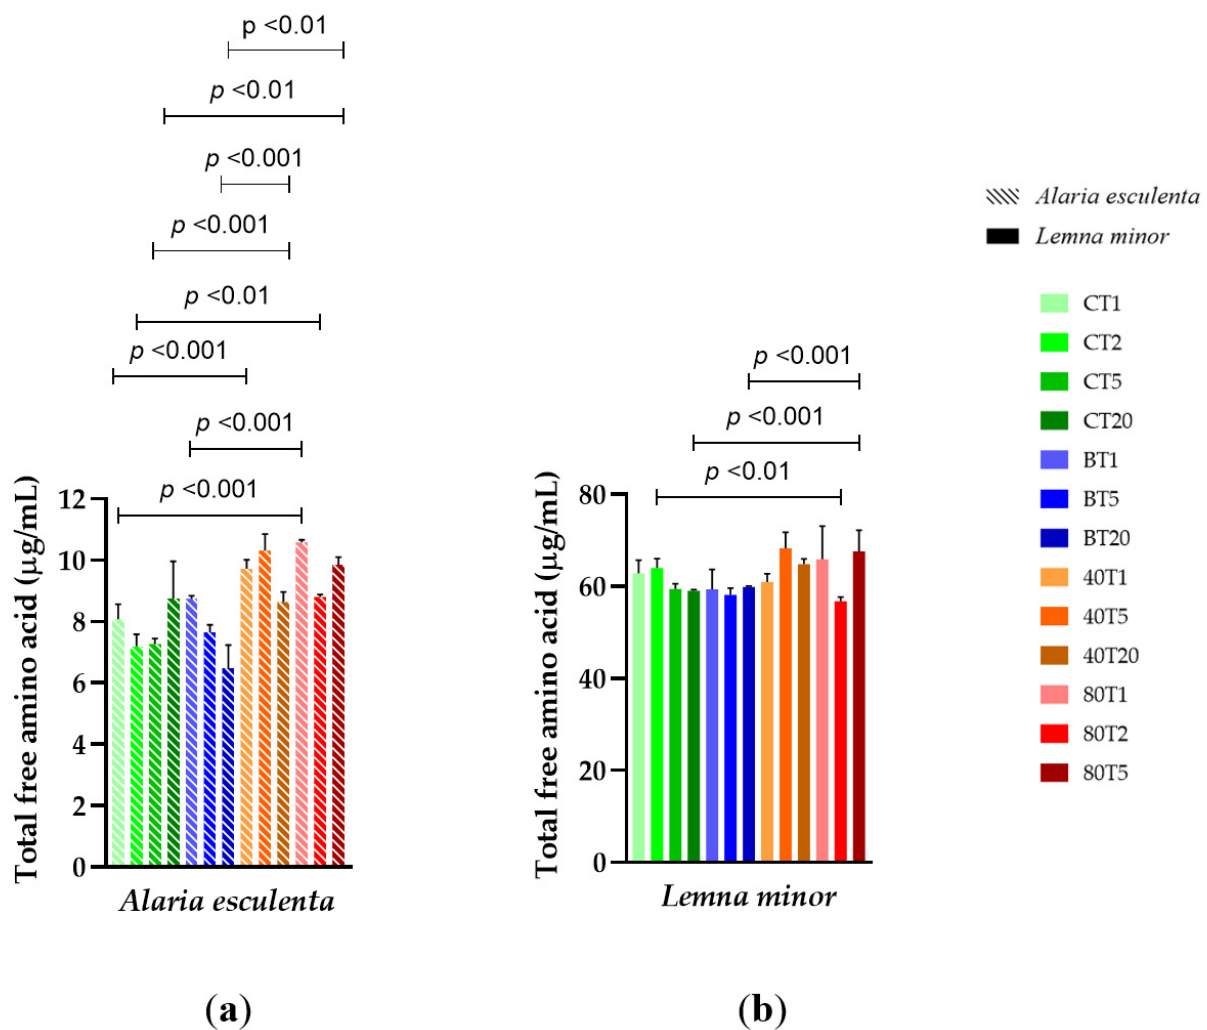 p <0.01
p <0.01
p <0.001
p <0.001
p <0.01
p <0.001
p <0.001
p <0.001
Total free amino acid (μg/mL)
12
10
8
6
4
2
0
Alaria esculenta
(a)
p <0.001
p <0.001
p <0.01
Total free amino acid (μg/mL)
80
60
40
20
0
Lemna minor
(b)
Alaria esculenta
Lemna minor
CT1
CT2
CT5
CT20
BT1
BT5
BT20
40T1
40T5
40T20
80T1
80T2
80T5